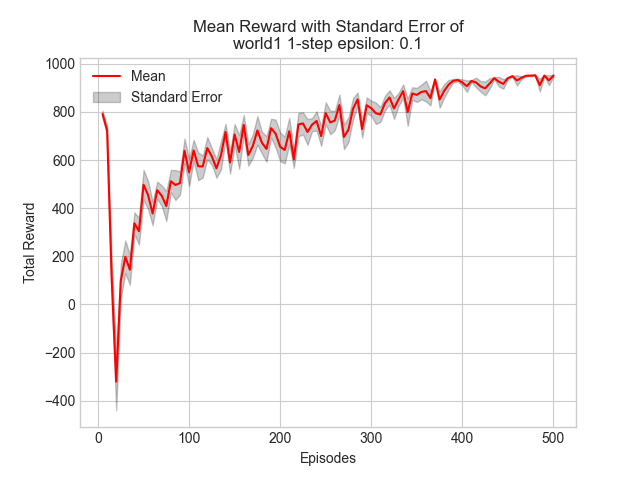 Mean Reward with Standard Error of
world1 1-step epsilon: 0.1
Mean
Standard Error
Total Reward
1000
800
600
400
200
0
−200
−400
0 100 200 300 400 500
Episodes